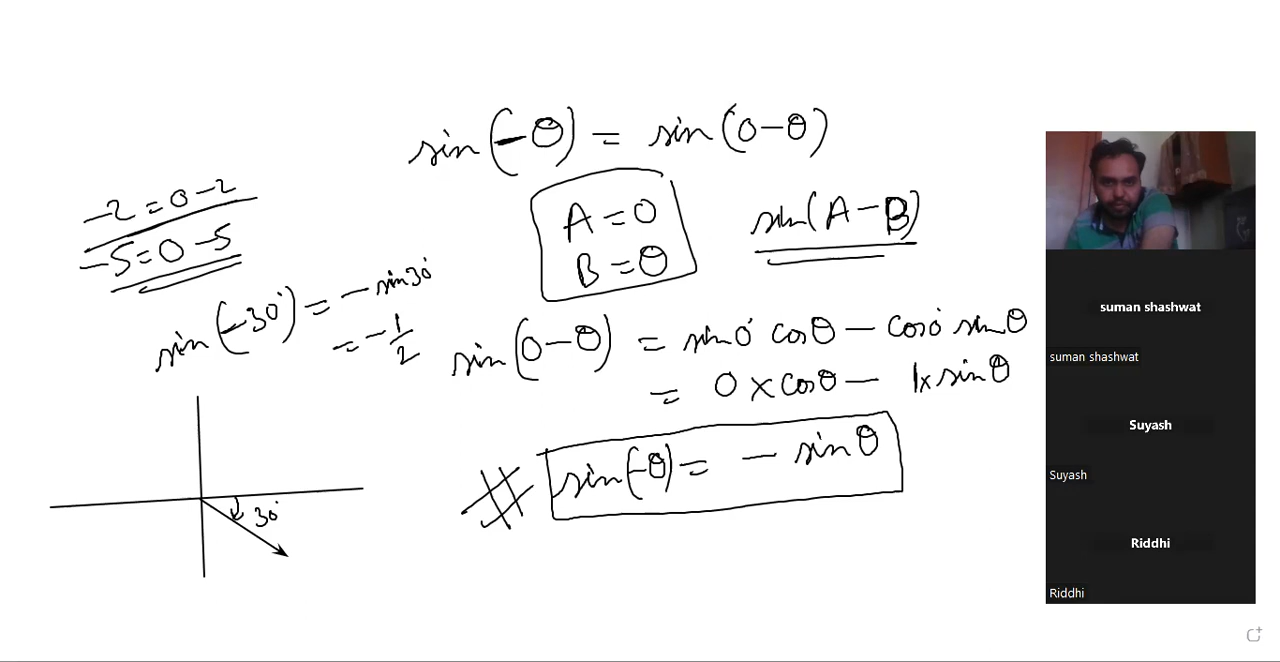 sin(-θ) = sin(0-θ)
-2 = 0-2
-5 = 0-5
A = 0
B = θ
sin(A-B)
sin(-30°) = - sin30°
= -1/2
sin(0-θ) = sin0° cosθ - cos0° sinθ
= 0 x cosθ - 1x sinθ
# sin(-θ) = - sinθ
30°
suman shashwat
suman shashwat
Suyash
Suyash
Riddhi
Riddhi